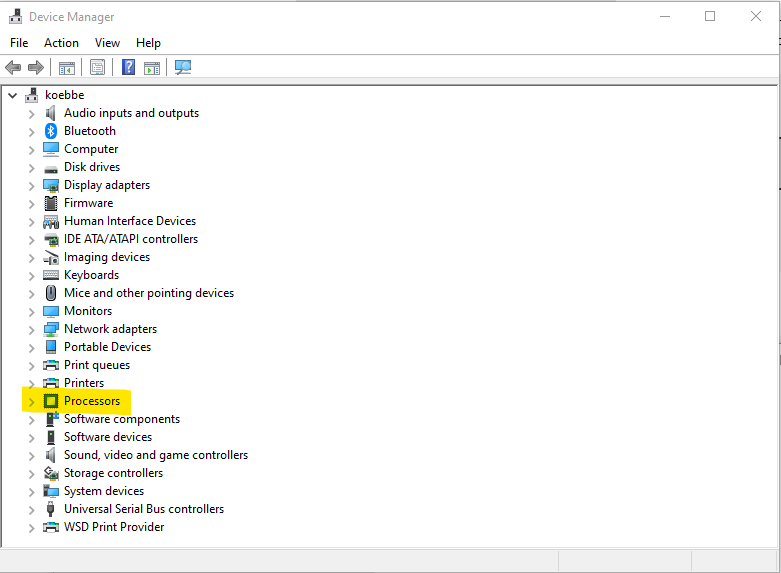 Device Manager
File Action View Help
koebbe
Audio inputs and outputs
Bluetooth
Computer
Disk drives
Display adapters
Firmware
Human Interface Devices
IDE ATA/ATAPI controllers
Imaging devices
Keyboards
Mice and other pointing devices
Monitors
Network adapters
Portable Devices
Print queues
Printers
Processors
Software components
Software devices
Sound, video and game controllers
Storage controllers
System devices
Universal Serial Bus controllers
WSD Print Provider